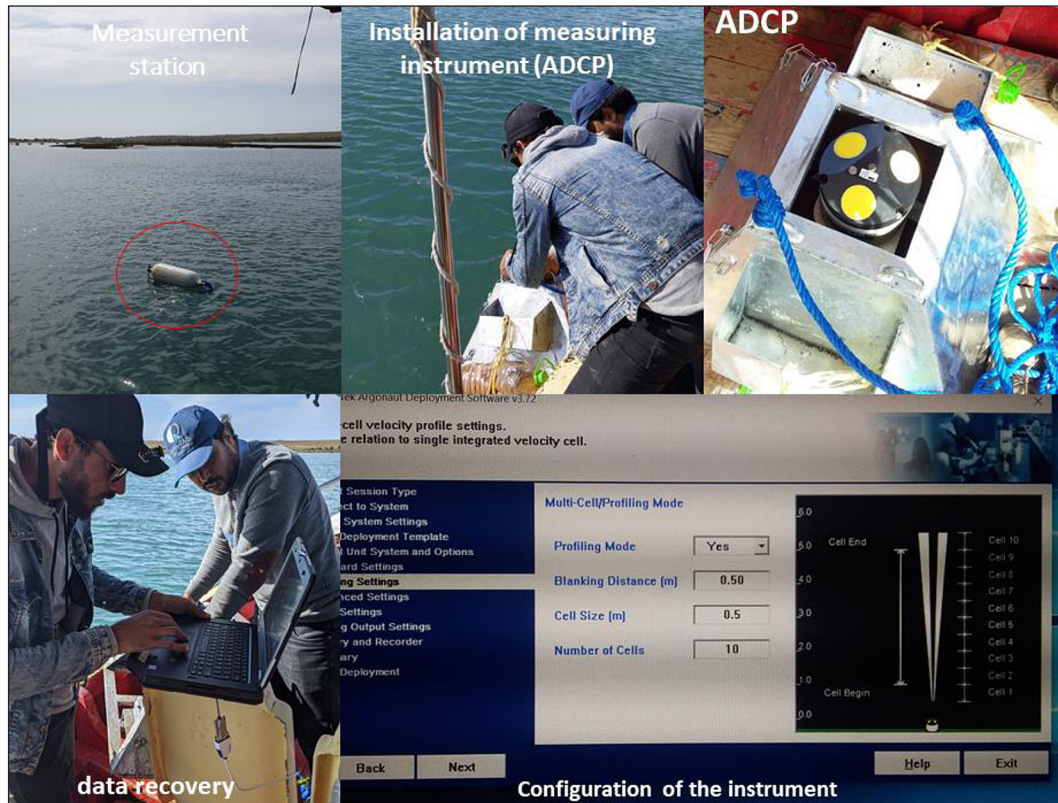 Measurement
station
Installation of measuring
instrument (ADCP)
ADCP
Tek Argonaut Deployment Software v3.72
-cell velocity profile settings.
e relation to single integrated velocity cell.
t Session Type
ect to System
System Settings
Deployment Template
t Unit System and Options
ard Settings
ng Settings
nced Settings
Settings
g Output Settings
ry and Recorder
ary
Deployment
Multi-Cell/Profiling Mode
Profiling Mode Yes
Blanking Distance (m) 0.50
Cell Size (m) 0.5
Number of Cells 10
6.0
5.0
4.0
3.0
2.0
1.0
0.0
Cell End
Cell Begin
Cell 10
Cell 9
Cell 8
Cell 7
Cell 6
Cell 5
Cell 4
Cell 3
Cell 2
Cell 1
Back Next Help Exit
data recovery
Configuration of the instrument